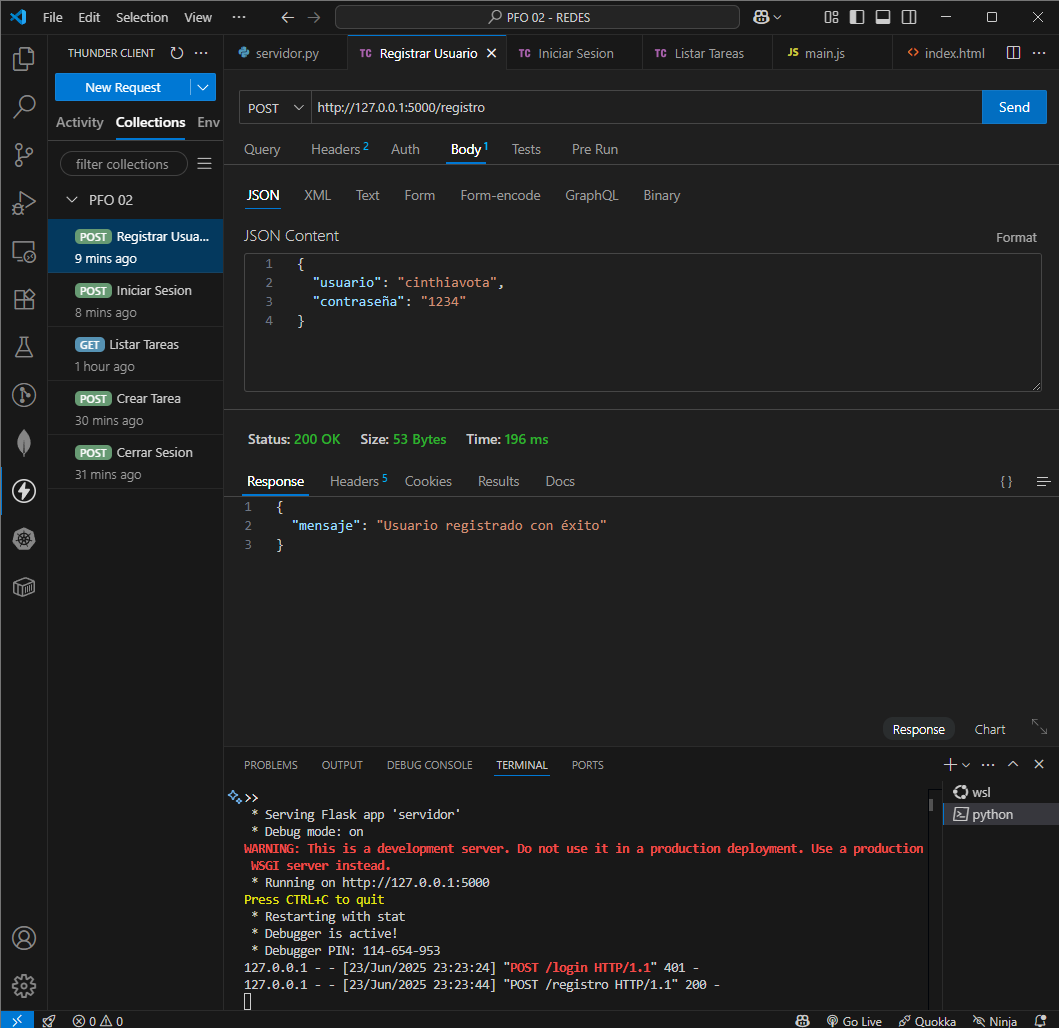 File Edit Selection View ··· PFO 02 - REDES
THUNDER CLIENT ···
New Request
Activity Collections Env
filter collections
PFO 02
POST Registrar Usua...
9 mins ago
POST Iniciar Sesion
8 mins ago
GET Listar Tareas
1 hour ago
POST Crear Tarea
30 mins ago
POST Cerrar Sesion
31 mins ago
servidor.py TC Registrar Usuario TC Iniciar Sesion TC Listar Tareas JS main.js <> index.html ···
POST http://127.0.0.1:5000/registro Send
Query Headers 2 Auth Body 1 Tests Pre Run
JSON XML Text Form Form-encode GraphQL Binary
JSON Content
Format
1 {
2 "usuario": "cinthiavota",
3 "contraseña": "1234"
4 }
Status: 200 OK Size: 53 Bytes Time: 196 ms
Response Headers 5 Cookies Results Docs { }
1 {
2 "mensaje": "Usuario registrado con éxito"
3 }
Response Chart
PROBLEMS OUTPUT DEBUG CONSOLE TERMINAL PORTS ···
wsl
python
>>
* Serving Flask app 'servidor'
* Debug mode: on
WARNING: This is a development server. Do not use it in a production deployment. Use a production
WSGI server instead.
* Running on http://127.0.0.1:5000
Press CTRL+C to quit
* Restarting with stat
* Debugger is active!
* Debugger PIN: 114-654-953
127.0.0.1 - - [23/Jun/2025 23:23:24] "POST /login HTTP/1.1" 401 -
127.0.0.1 - - [23/Jun/2025 23:23:44] "POST /registro HTTP/1.1" 200 -
0 0 Go Live Quokka Ninja